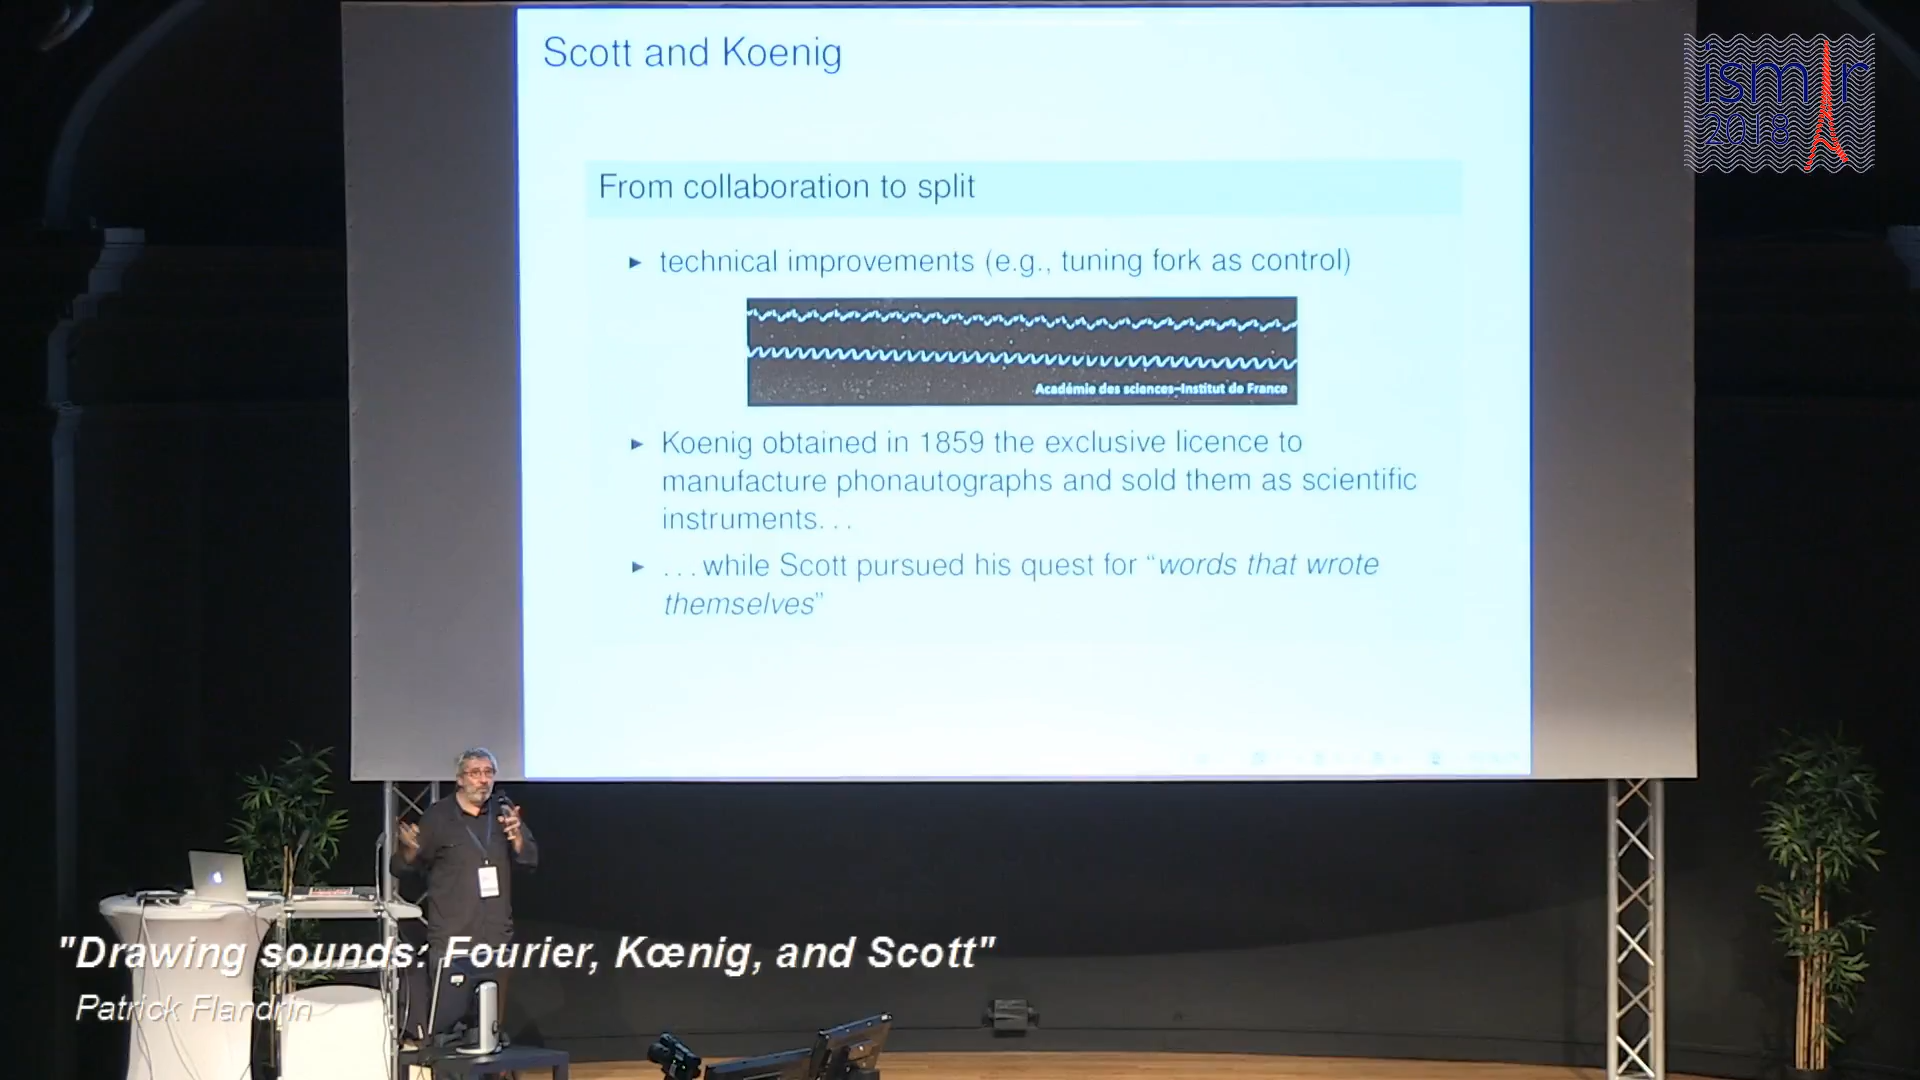 Scott and Koenig
From collaboration to split
technical improvements (e.g., tuning fork as control)
Académie des sciences–Institut de France
Koenig obtained in 1859 the exclusive licence to
manufacture phonautographs and sold them as scientific
instruments...
...while Scott pursued his quest for “words that wrote
themselves”
ismir
2018
"Drawing sounds: Fourier, Kœnig, and Scott"
Patrick Flandrin